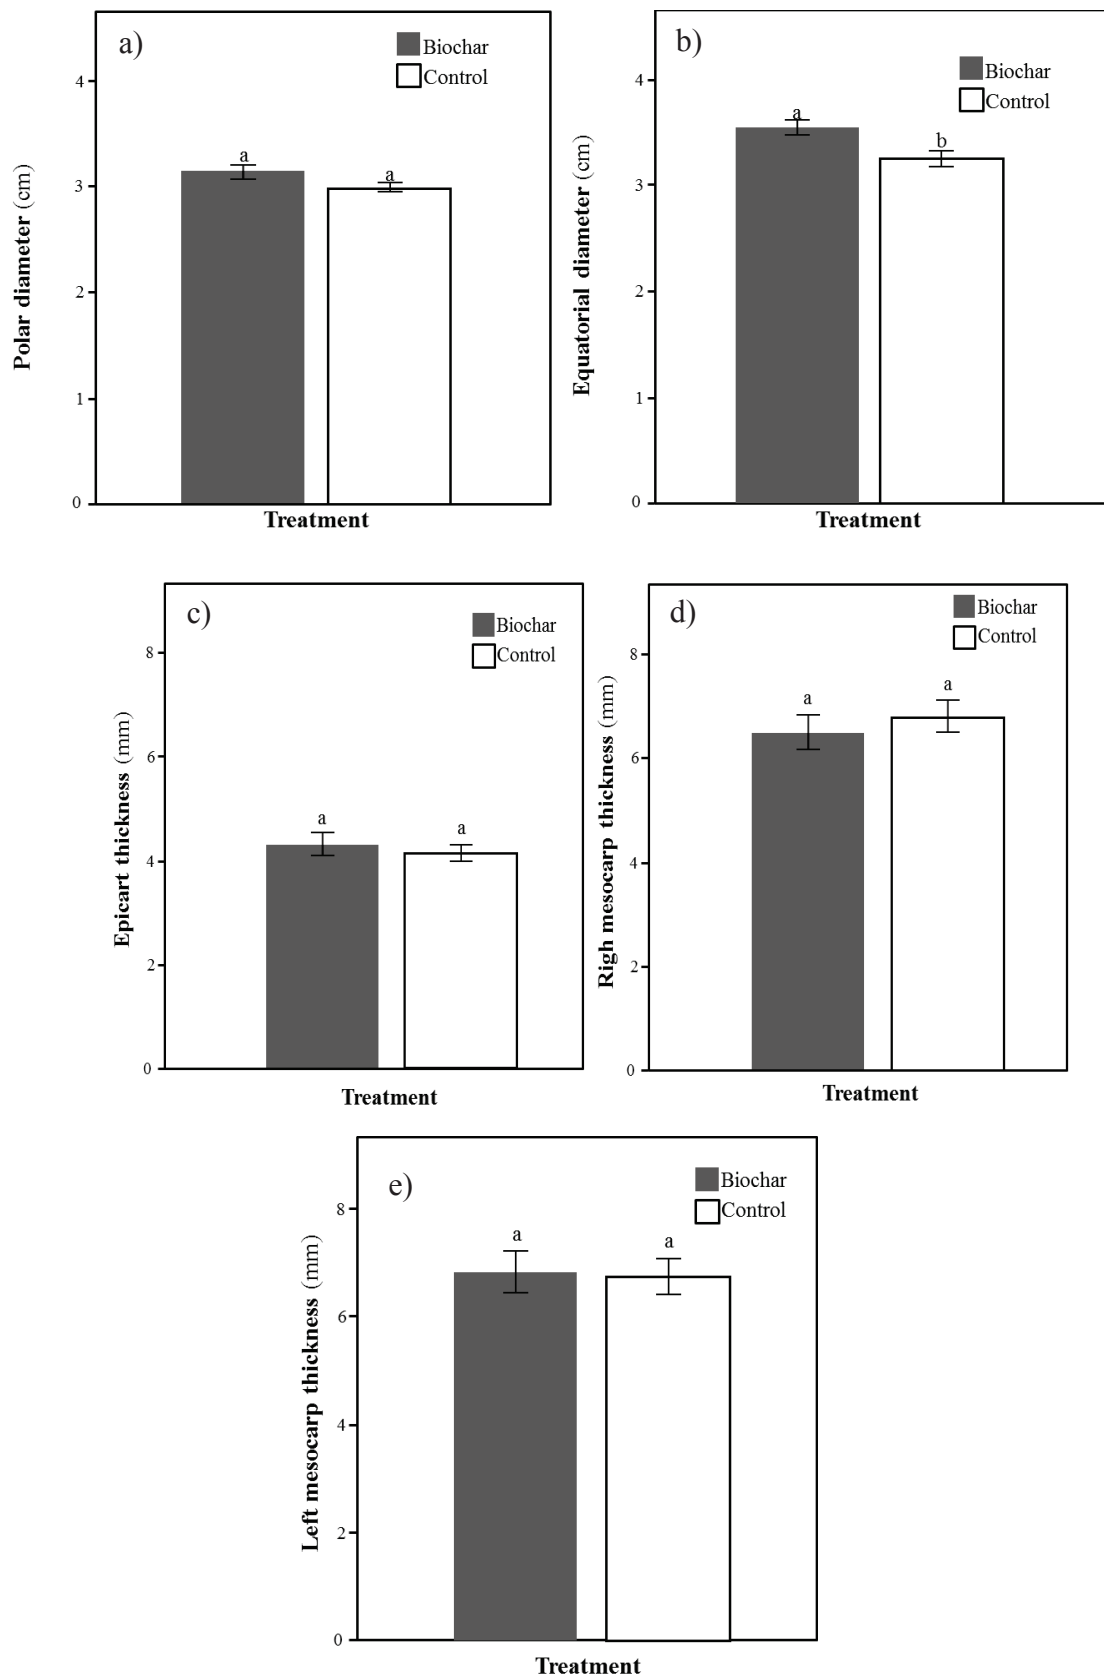 a)
Biochar
Control
4
3
2
1
0
a
a
Polar diameter (cm)
Treatment
b)
Biochar
Control
4
3
2
1
0
a
b
Equatorial diameter (cm)
Treatment
c)
Biochar
Control
8
6
4
2
0
a
a
Epicart thickness (mm)
Treatment
d)
Biochar
Control
8
6
4
2
0
a
a
Righ mesocarp thickness (mm)
Treatment
e)
Biochar
Control
8
6
4
2
0
a
a
Left mesocarp thickness (mm)
Treatment